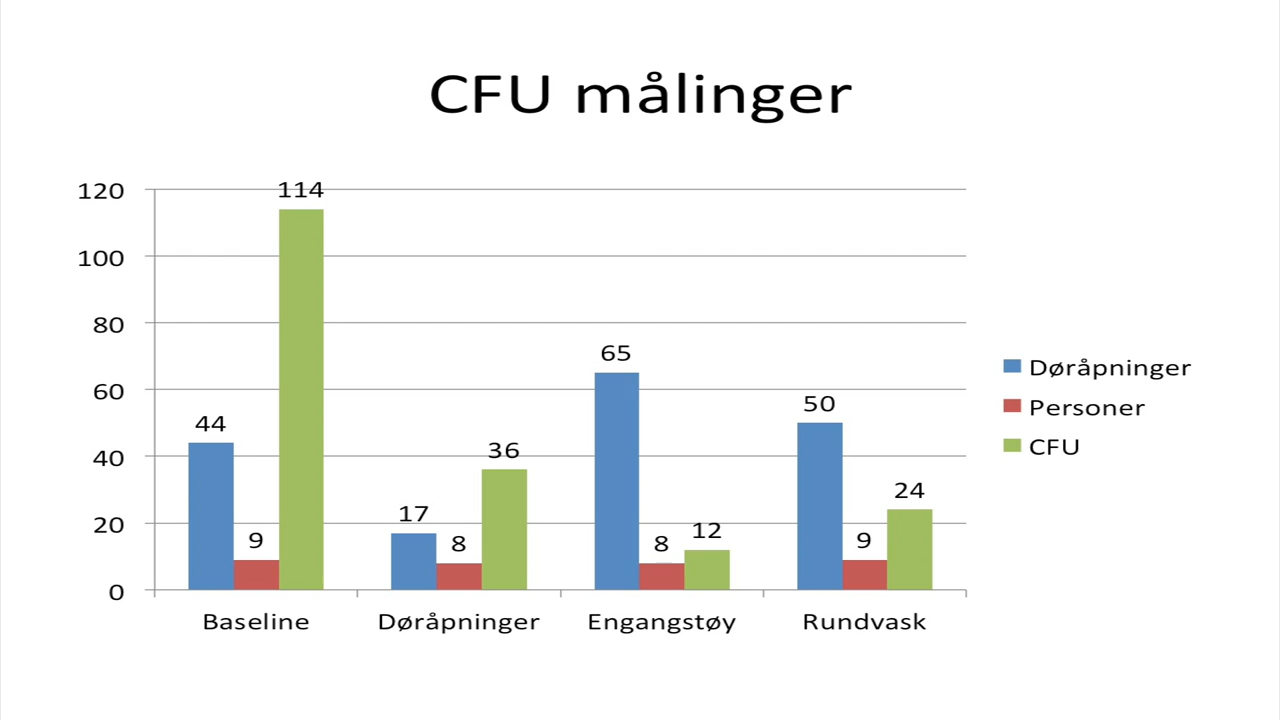 CFU målinger
120
100
80
60
40
20
0
114
44
9
17
8
36
65
8
12
50
9
24
Baseline
Døråpninger
Engangstøy
Rundvask
Døråpninger
Personer
CFU